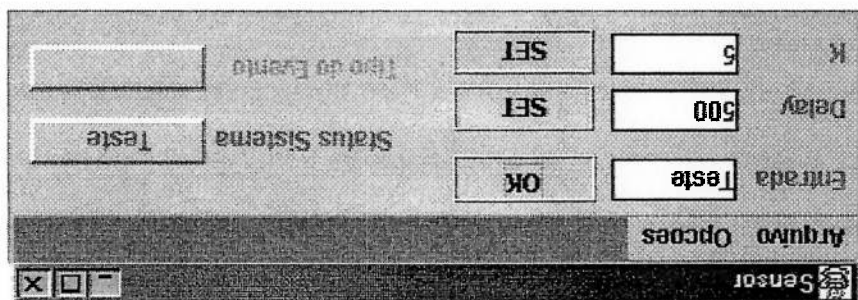 Sensor
Arquivo Opcoes
Entrada Teste OK
Delay 500 SET Status Sistema Teste
K 5 SET Tipo do Evento